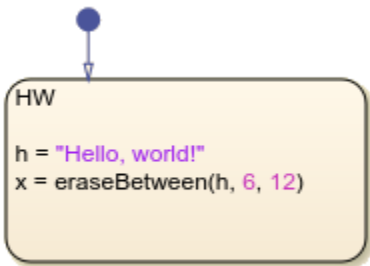 HW
h = "Hello, world!"
x = eraseBetween(h, 6, 12)